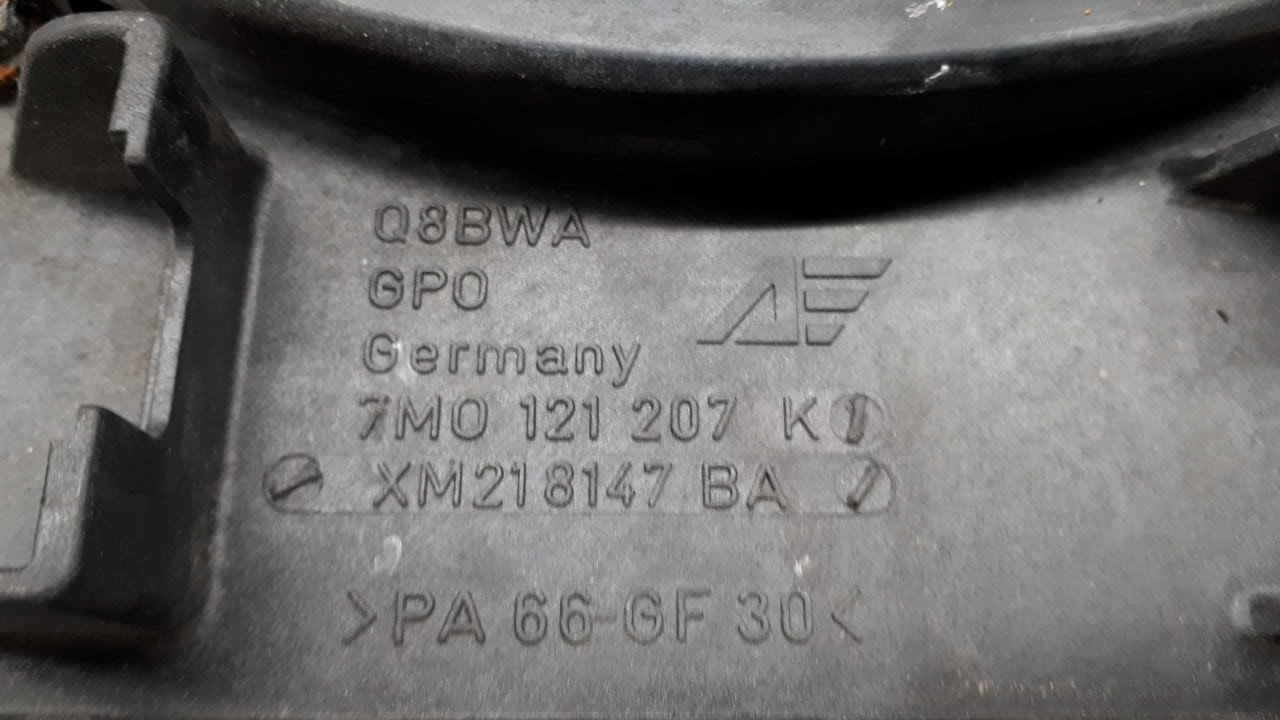 Q8BWA
GPO
Germany
7M0 121 207 K
XM218147 BA
>PA 66-GF 30<